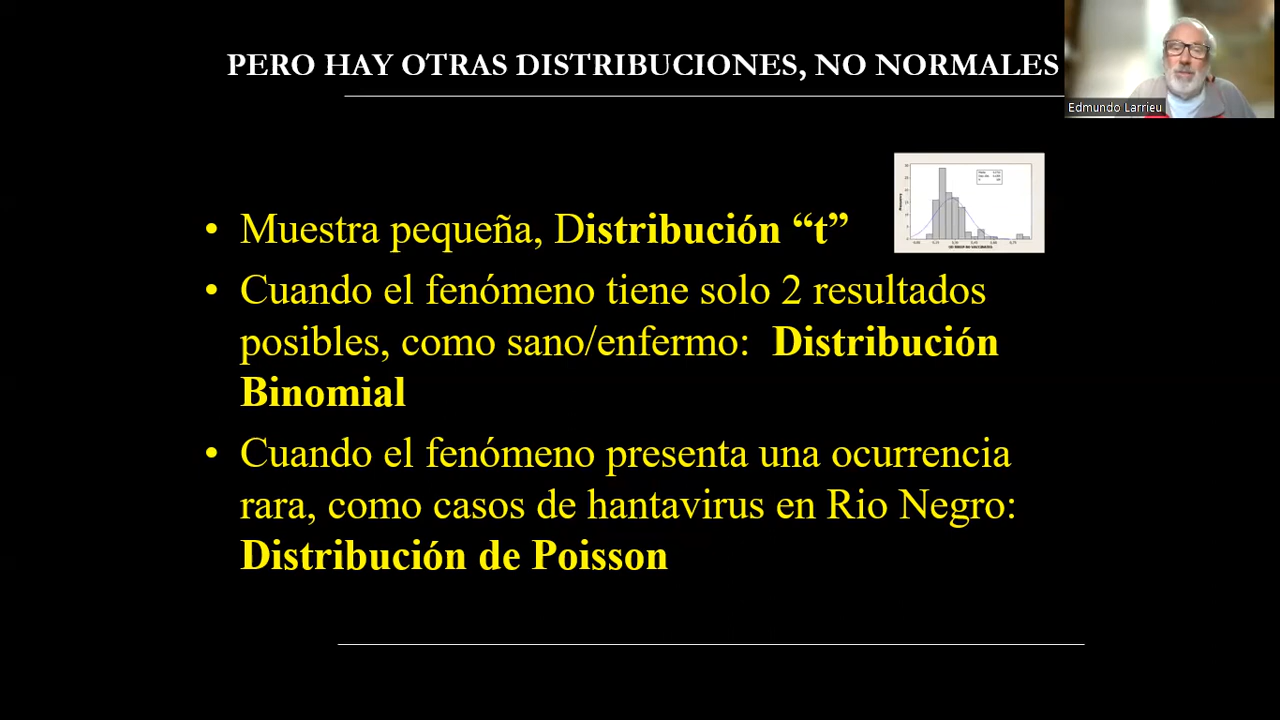 PERO HAY OTRAS DISTRIBUCIONES, NO NORMALES
Edmundo Larrieu
• Muestra pequeña, Distribución “t”
• Cuando el fenómeno tiene solo 2 resultados
posibles, como sano/enfermo: Distribución
Binomial
• Cuando el fenómeno presenta una ocurrencia
rara, como casos de hantavirus en Rio Negro:
Distribución de Poisson